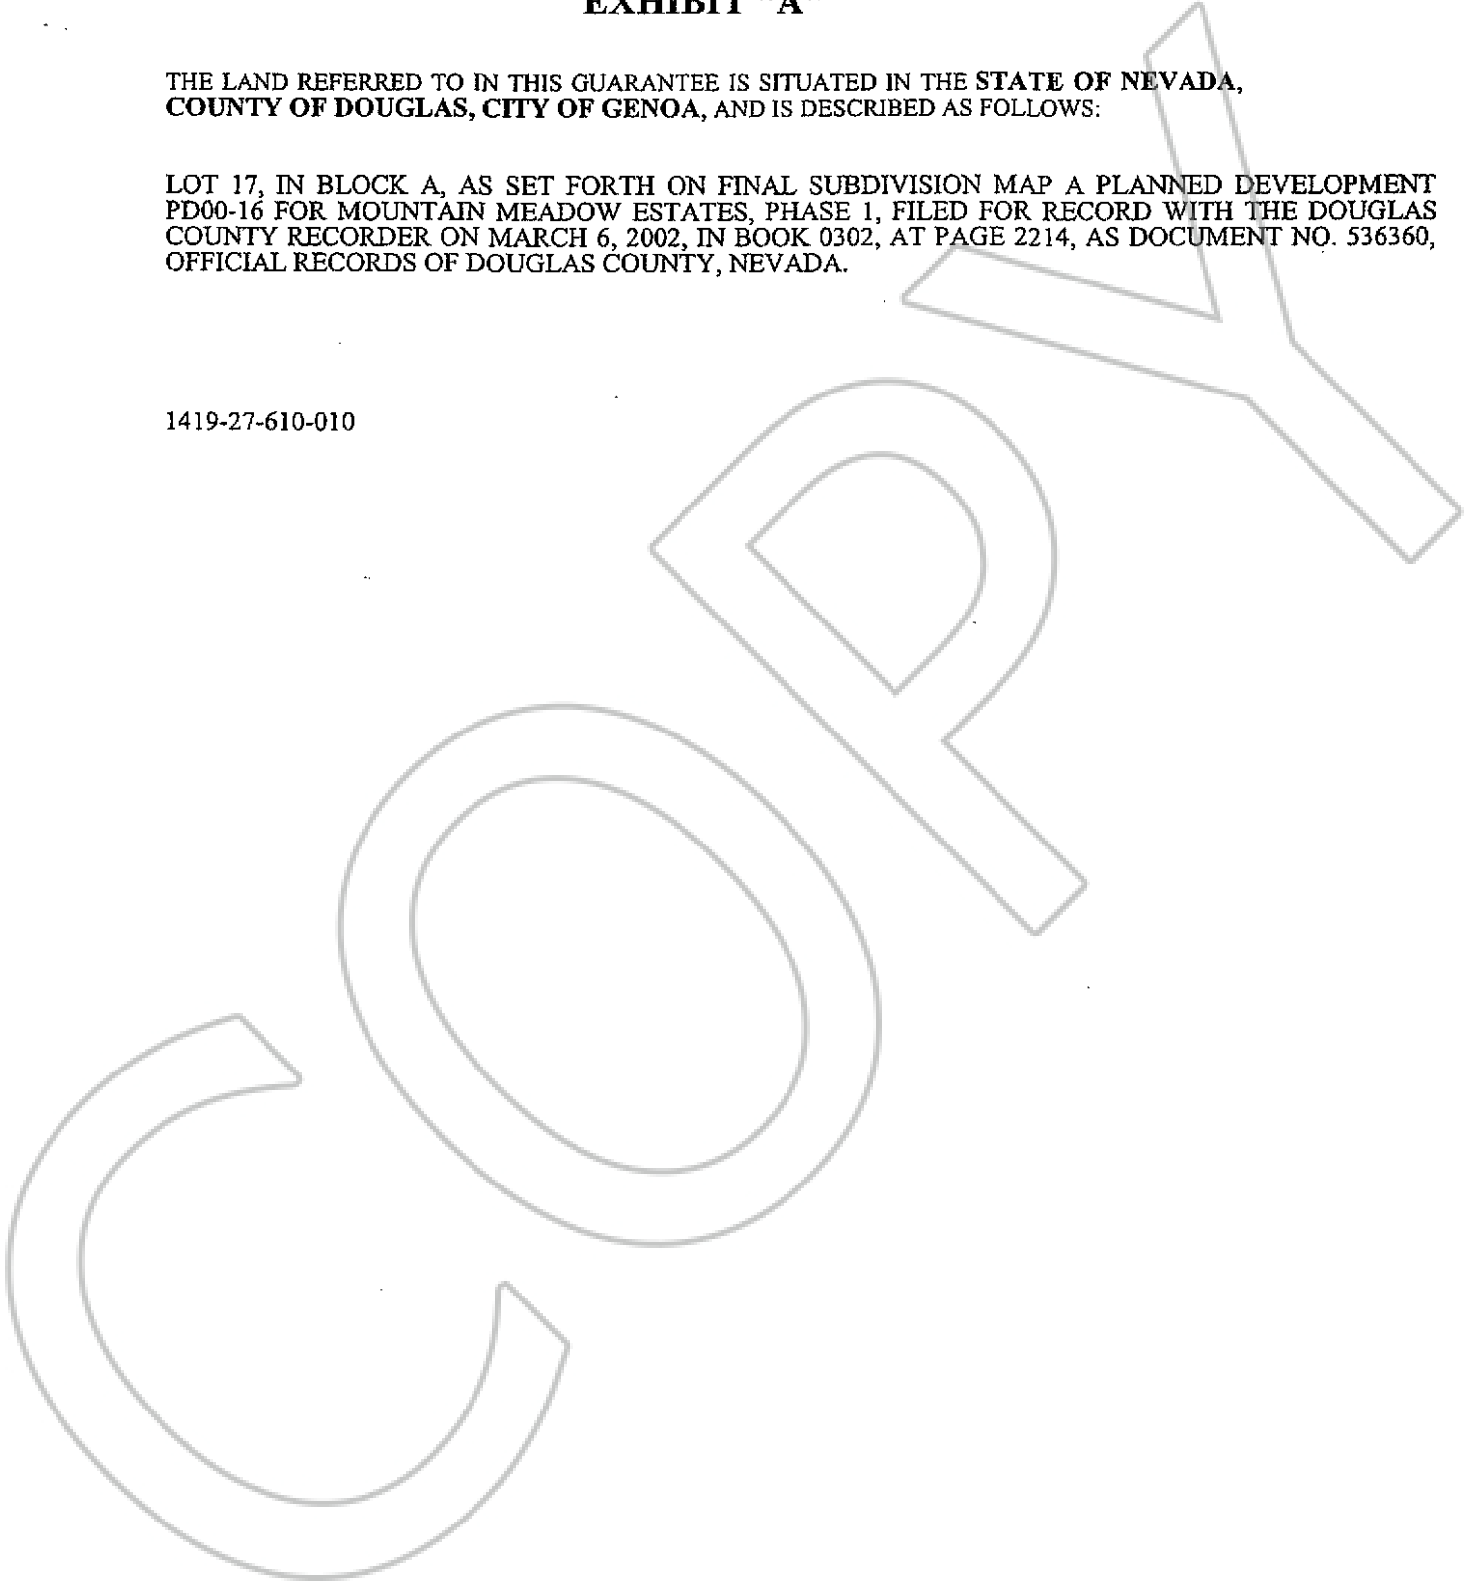 EXHIBIT "A"
THE LAND REFERRED TO IN THIS GUARANTEE IS SITUATED IN THE STATE OF NEVADA,
COUNTY OF DOUGLAS, CITY OF GENOA, AND IS DESCRIBED AS FOLLOWS:
LOT 17, IN BLOCK A, AS SET FORTH ON FINAL SUBDIVISION MAP A PLANNED DEVELOPMENT
PD00-16 FOR MOUNTAIN MEADOW ESTATES, PHASE 1, FILED FOR RECORD WITH THE DOUGLAS
COUNTY RECORDER ON MARCH 6, 2002, IN BOOK 0302, AT PAGE 2214, AS DOCUMENT NO. 536360,
OFFICIAL RECORDS OF DOUGLAS COUNTY, NEVADA.
1419-27-610-010
COPY